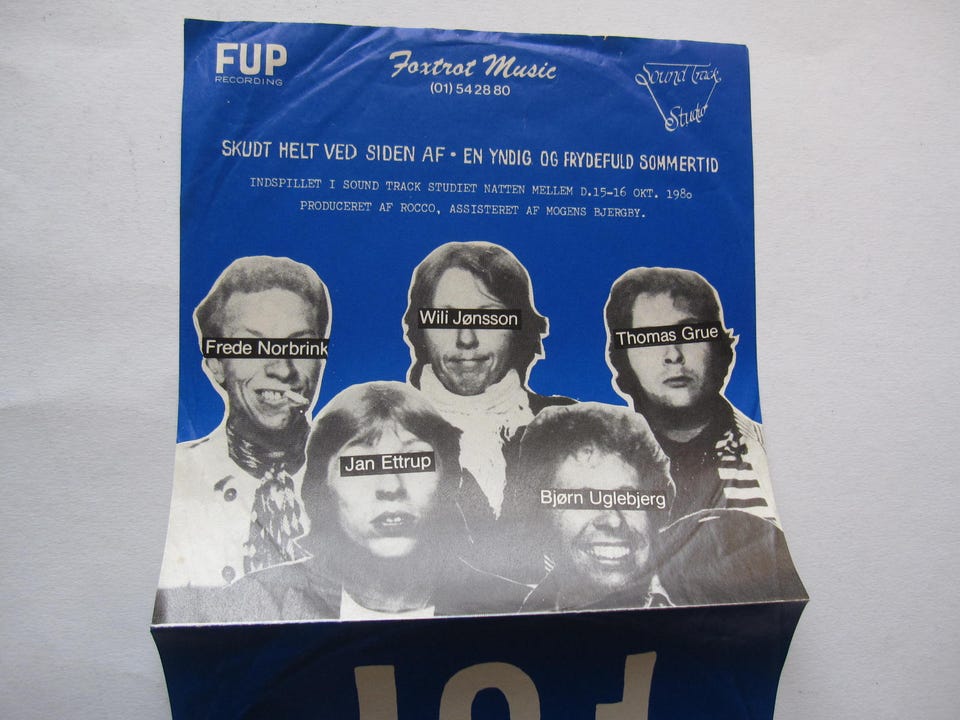 FUP
RECORDING
Foxtrot Music
(01) 54 28 80
Sound Track
Studio
SKUDT HELT VED SIDEN AF • EN YNDIG OG FRYDEFULD SOMMERTID
INDSPILLET I SOUND TRACK STUDIET NATTEN MELLEM D.15-16 OKT. 1980
PRODUCERET AF ROCCO, ASSISTERET AF MOGENS BJERGBY.
Frede Norbrink
Wili Jønsson
Thomas Grue
Jan Ettrup
Bjørn Uglebjerg